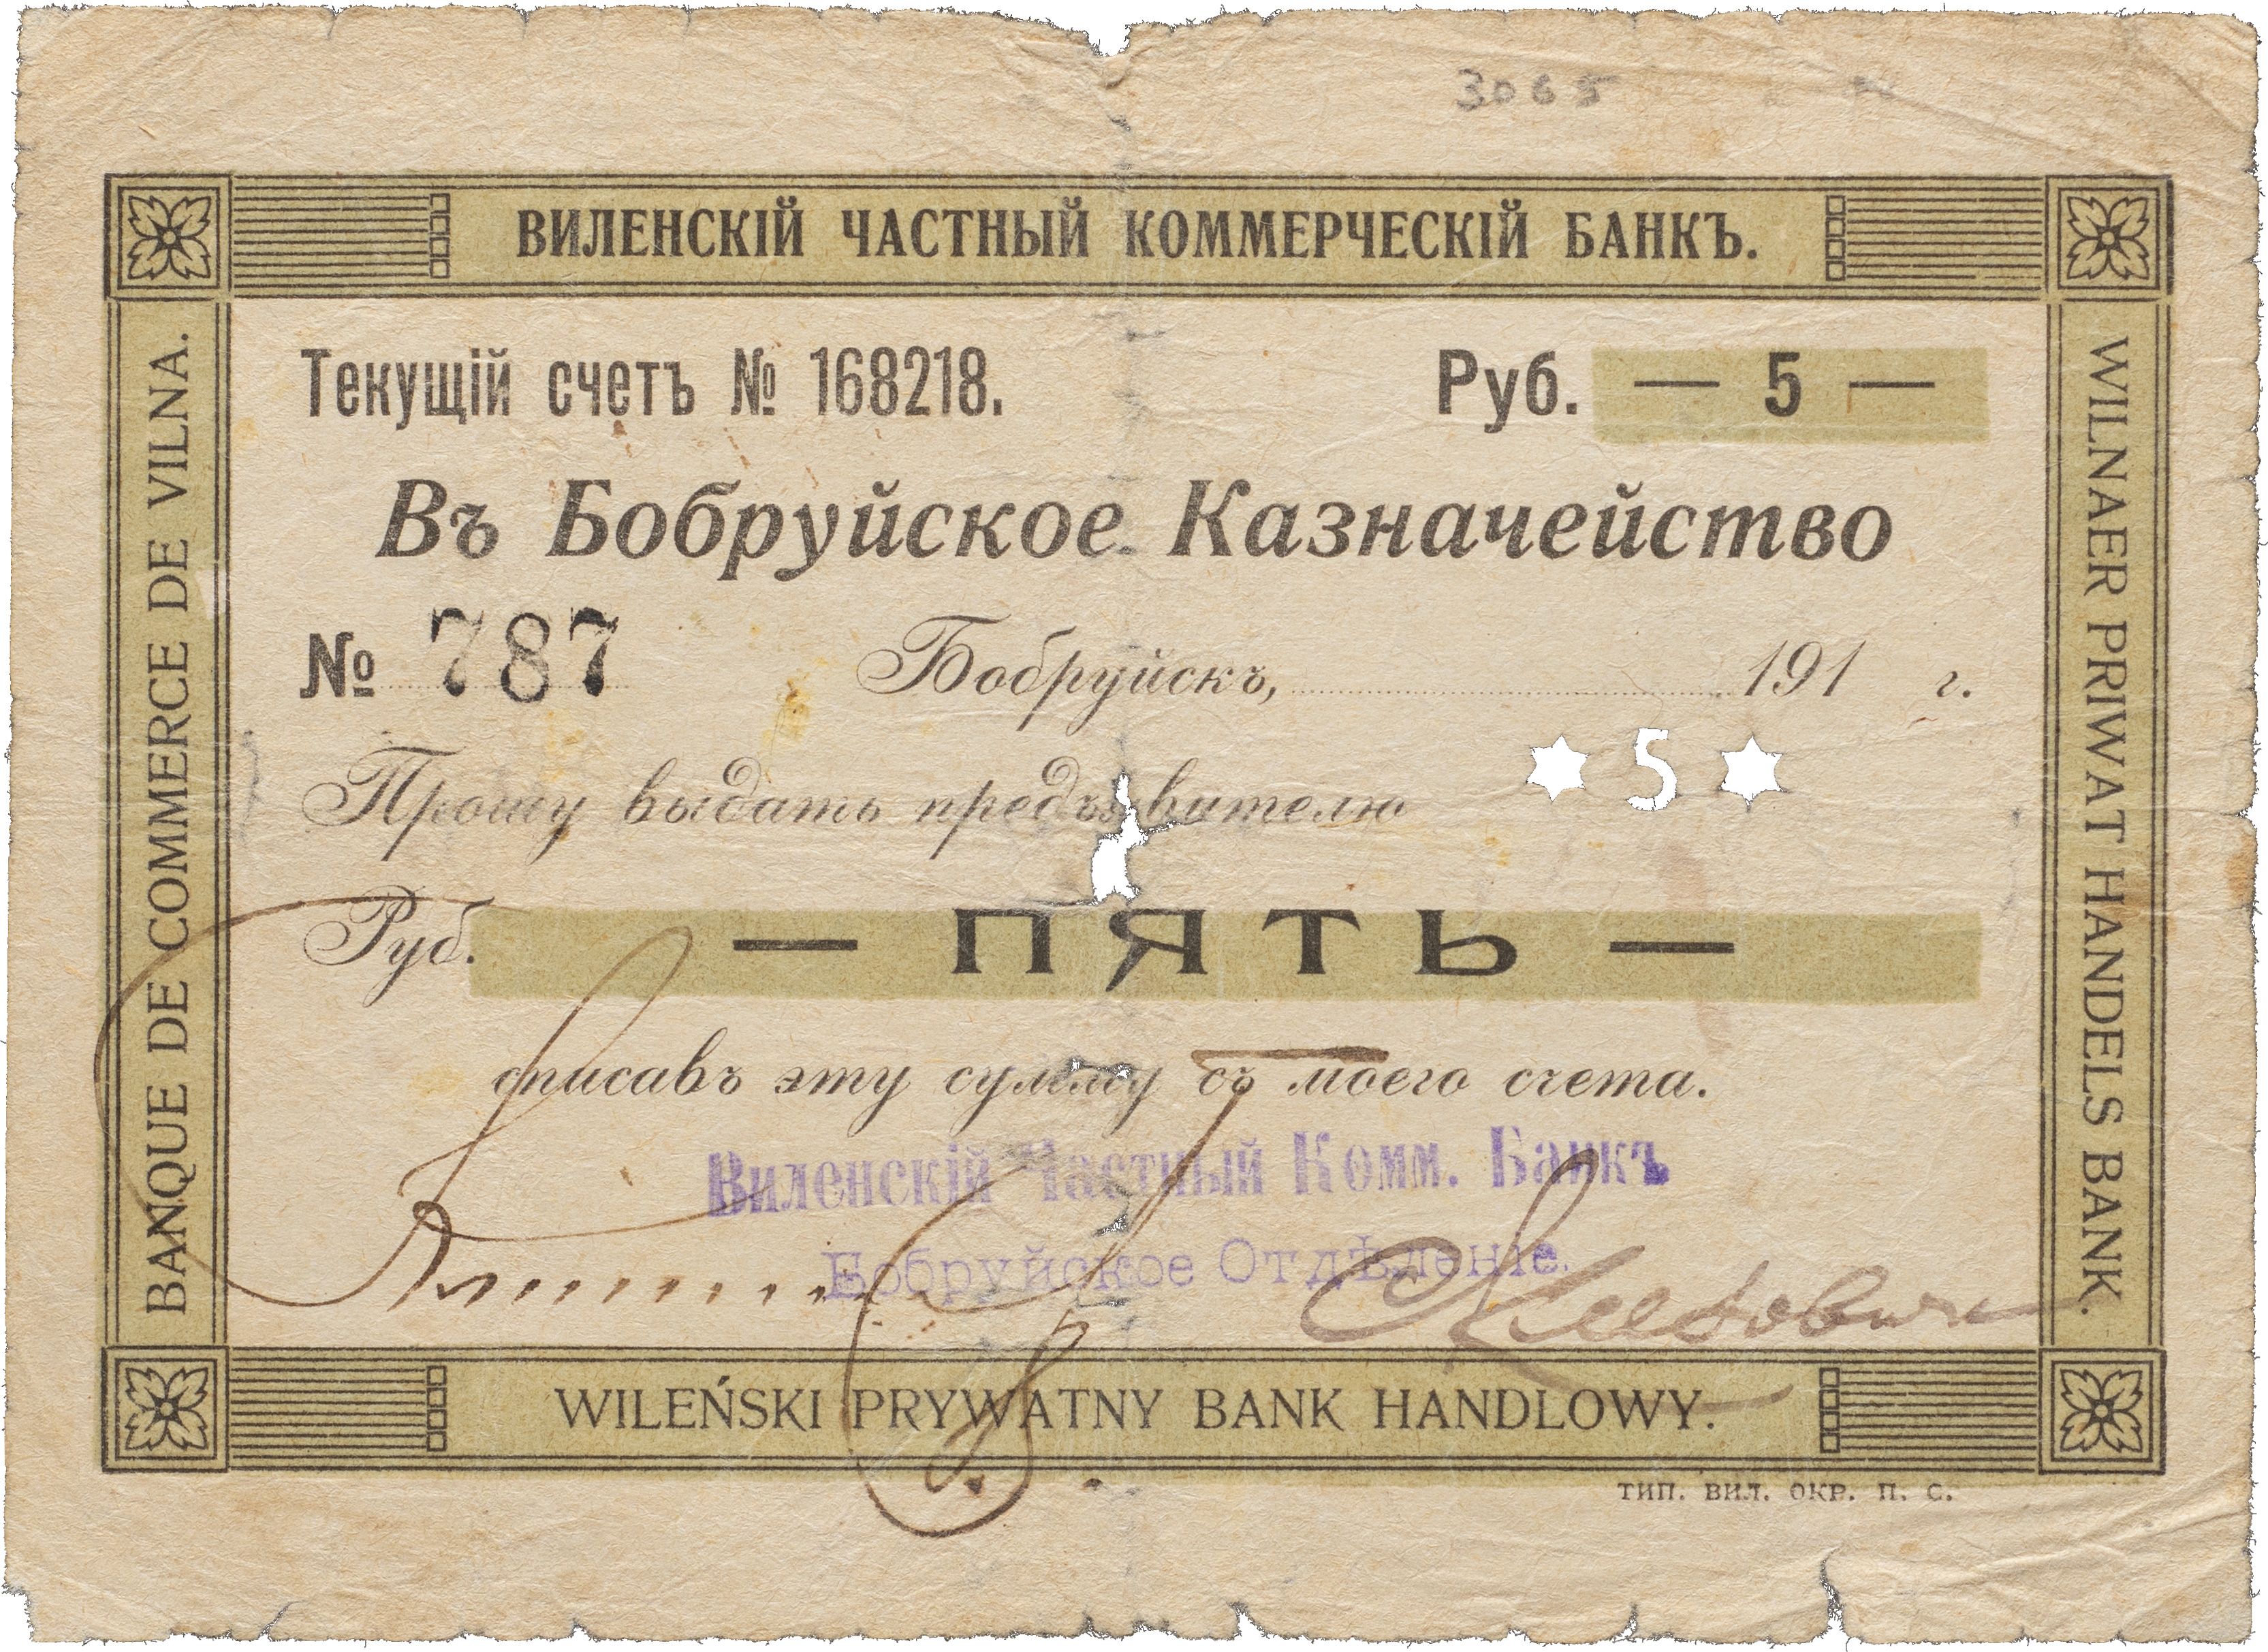 3065
ВИЛЕНСКІЙ ЧАСТНЫЙ КОММЕРЧЕСКІЙ БАНКЪ.
BANQUE DE COMMERCE DE VILNA.
WILNAER PRIWAT HANDELS BANK.
Текущій счетъ № 168218.
Руб. — 5 —
Въ Бобруйское Казначейство
№ 787
Бобруйскъ, 191 г.
Прошу выдать предъявителю
5
Руб. — ПЯТЬ —
списавъ эту сумму съ моего счета.
Виленскій Частный Комм. Банкъ
Бобруйское Отдѣленіе.
WILEŃSKI PRYWATNY BANK HANDLOWY.
ТИП. ВИЛ. ОКР. П. С.